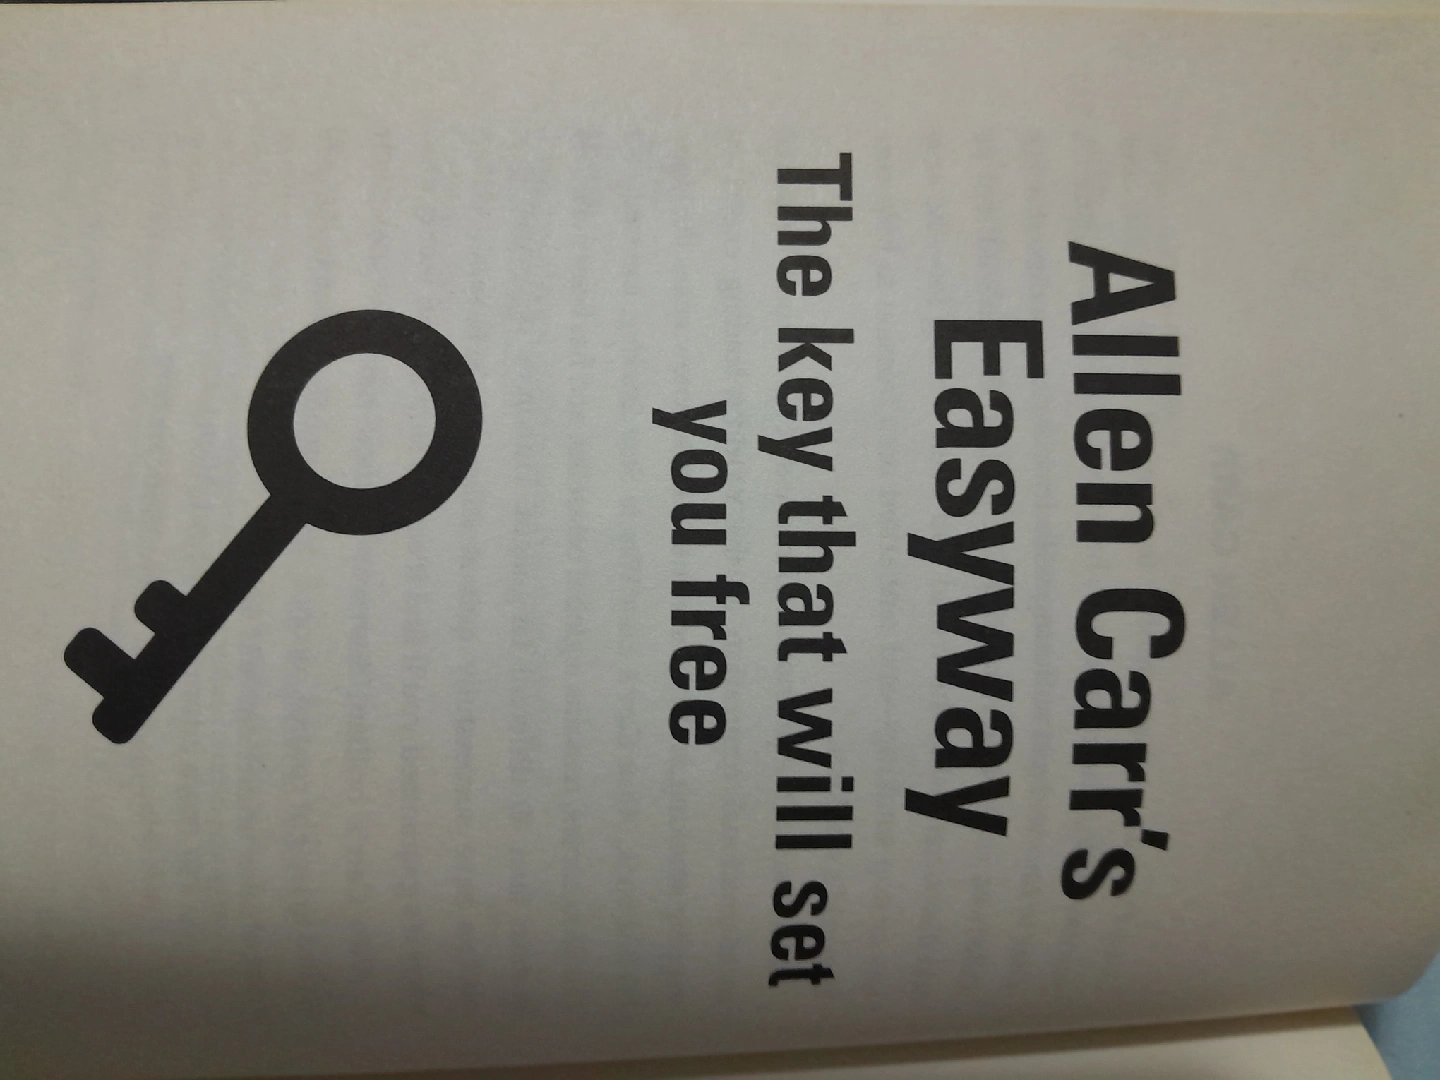 Allen Carr's
Easyway
The key that will set
you free